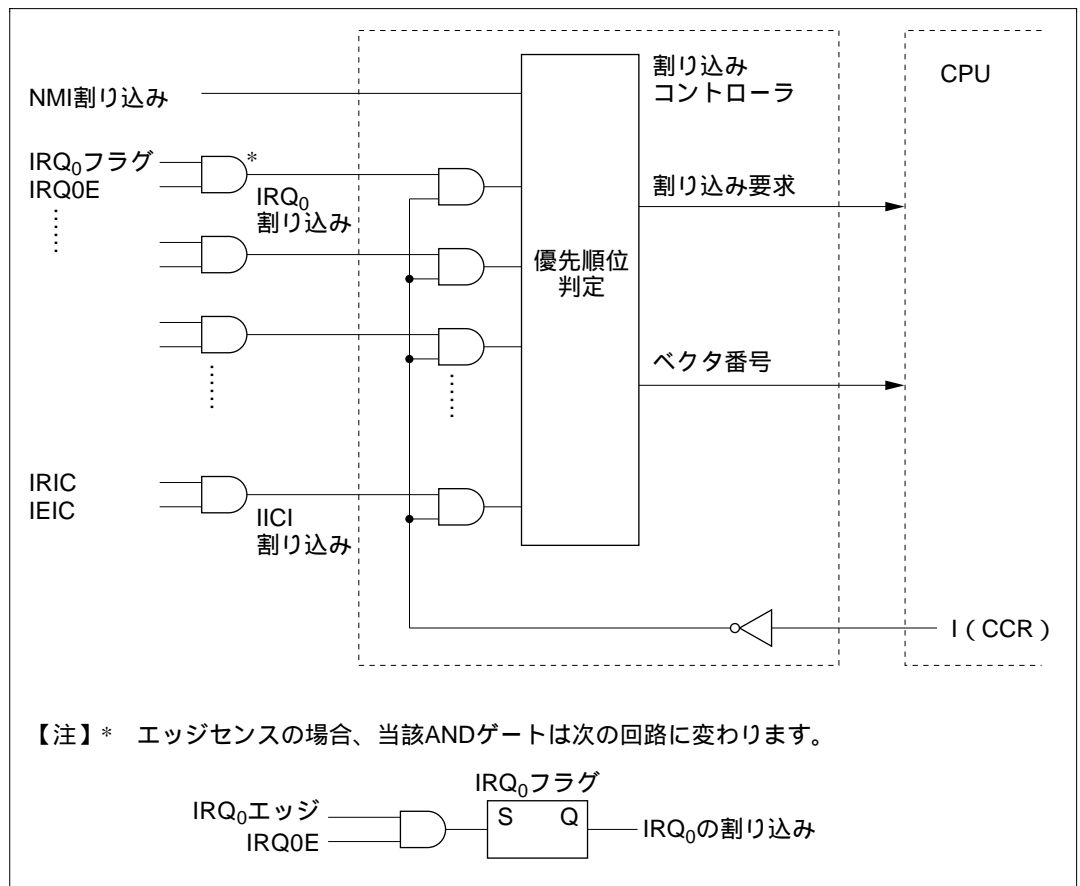 NMI割り込み
割り込み
コントローラ
CPU
IRQ₀フラグ
IRQ0E
*
IRQ₀
割り込み
割り込み要求
優先順位
判定
ベクタ番号
IRIC
IEIC
IICI
割り込み
I（CCR）
【注】* エッジセンスの場合、当該ANDゲートは次の回路に変わります。
IRQ₀フラグ
IRQ₀エッジ
IRQ0E
S Q
IRQ₀の割り込み